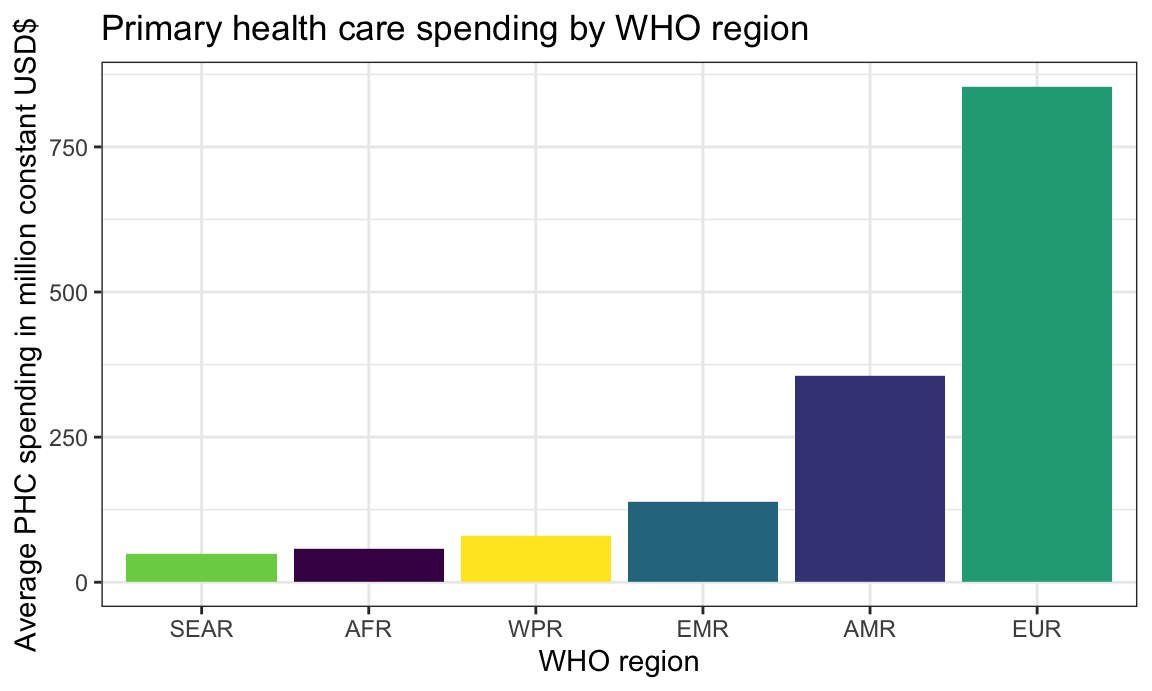 Primary health care spending by WHO region
Average PHC spending in million constant USD$
750
500
250
0
SEAR AFR WPR EMR AMR EUR
WHO region